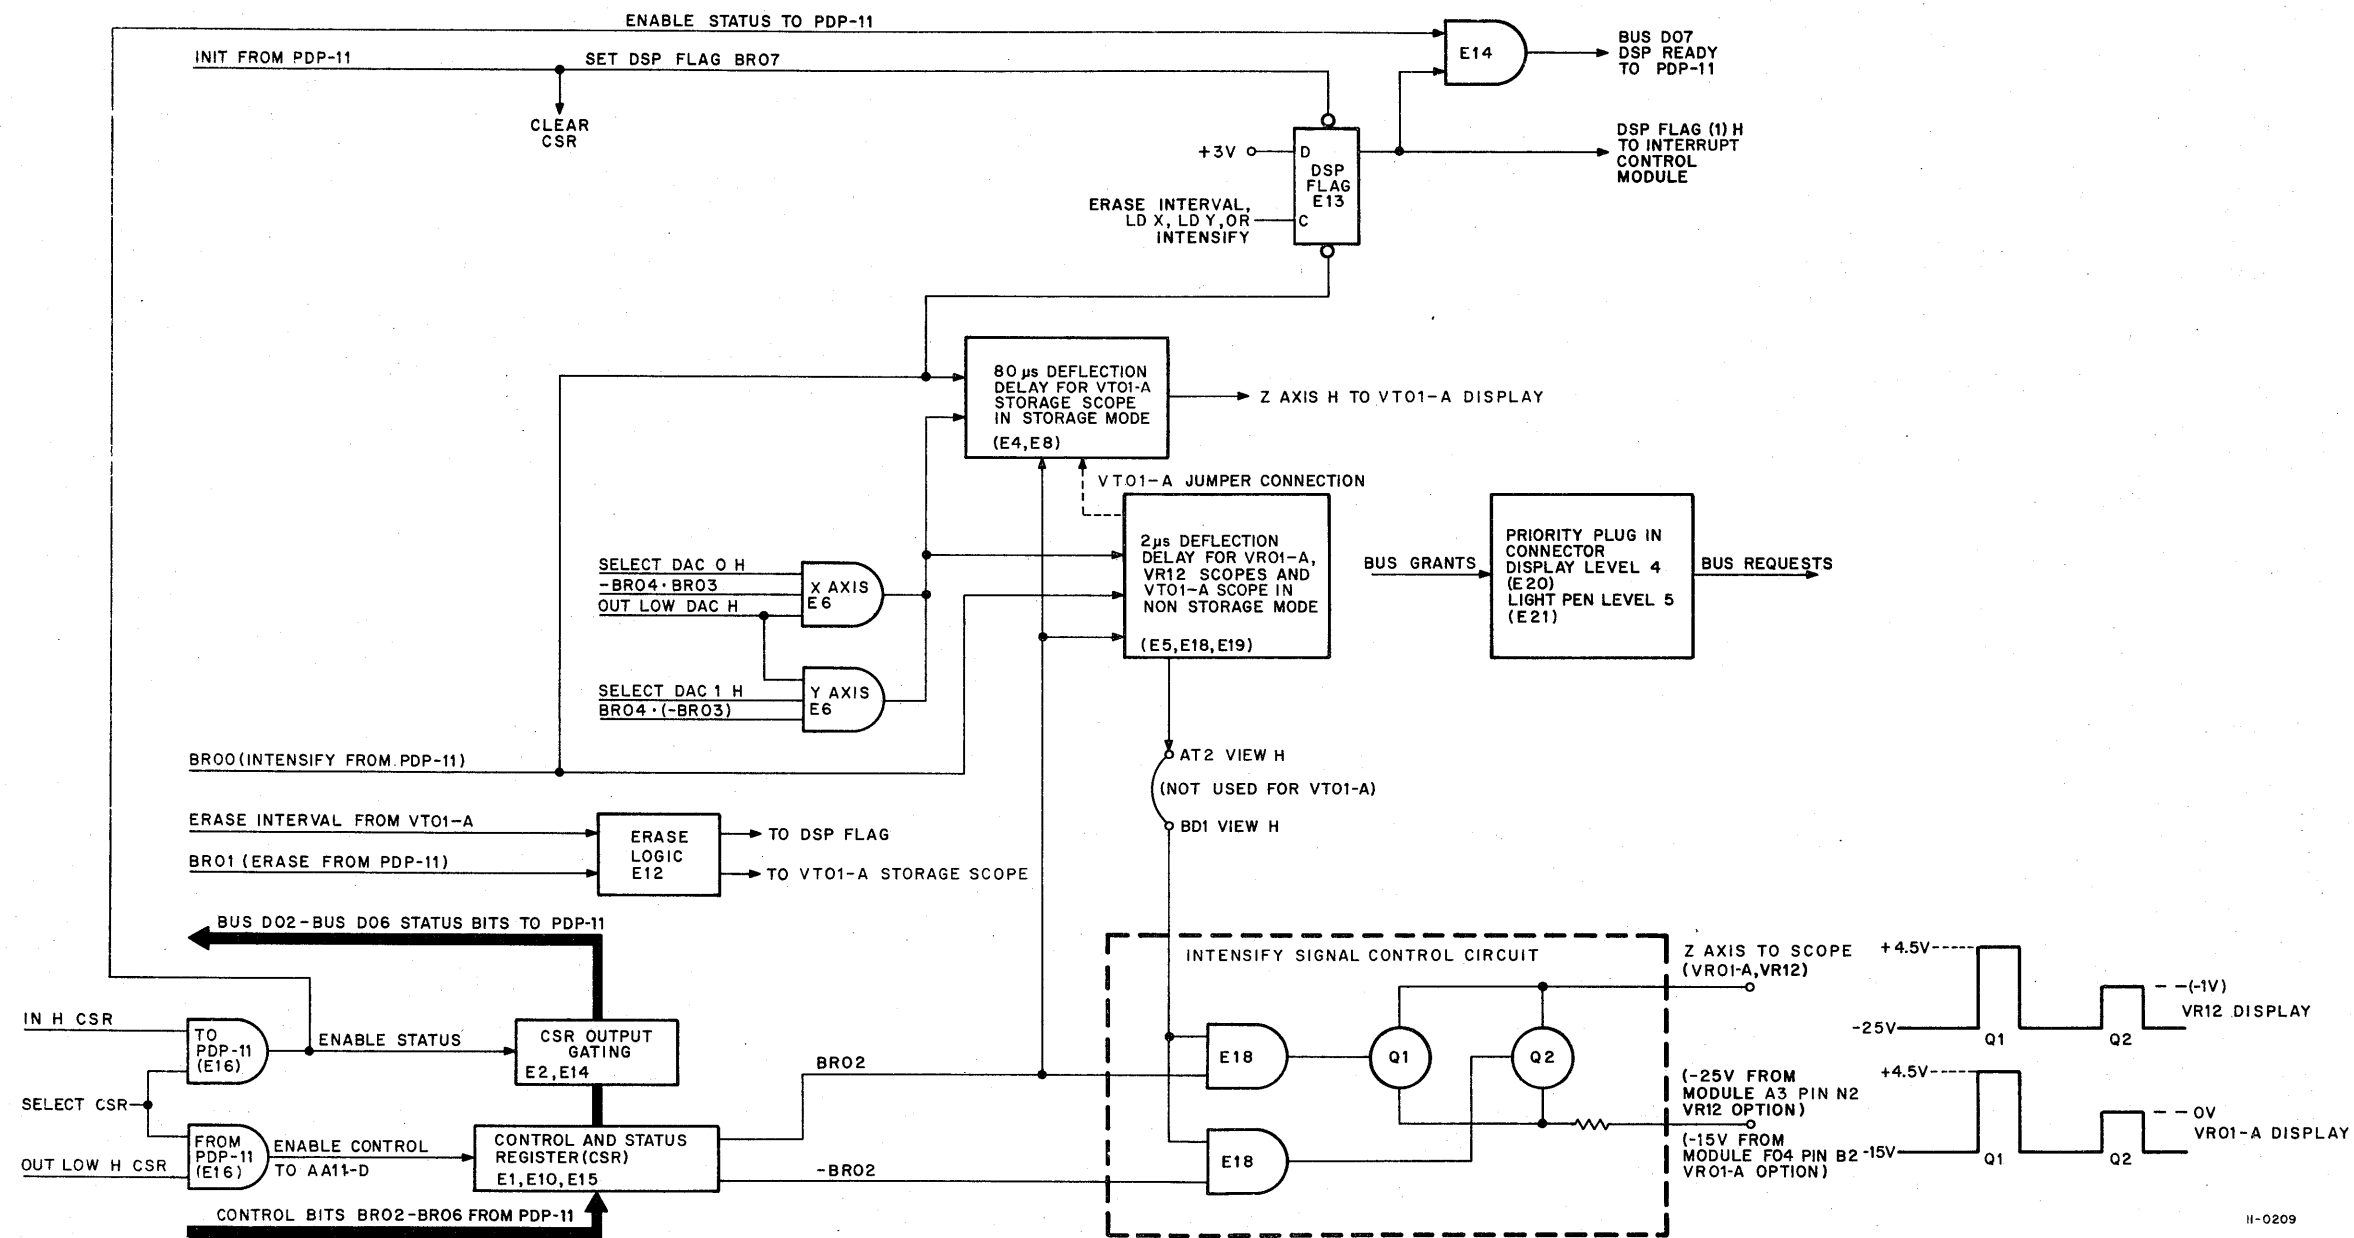 ENABLE STATUS TO PDP-11
INIT FROM PDP-11
SET DSP FLAG BR07
CLEAR
CSR
E14
BUS D07
DSP READY
TO PDP-11
+3V
D
DSP
FLAG
E13
C
ERASE INTERVAL,
LD X, LD Y, OR
INTENSIFY
DSP FLAG (1) H
TO INTERRUPT
CONTROL
MODULE
80 µs DEFLECTION
DELAY FOR VT01-A
STORAGE SCOPE
IN STORAGE MODE
(E4,E8)
Z AXIS H TO VT01-A DISPLAY
VT01-A JUMPER CONNECTION
2µs DEFLECTION
DELAY FOR VR01-A,
VR12 SCOPES AND
VT01-A SCOPE IN
NON STORAGE MODE
(E5,E18,E19)
SELECT DAC 0 H
-BR04·BR03
OUT LOW DAC H
X AXIS
E6
SELECT DAC 1 H
BR04·(-BR03)
Y AXIS
E6
BUS GRANTS
PRIORITY PLUG IN
CONNECTOR
DISPLAY LEVEL 4
(E20)
LIGHT PEN LEVEL 5
(E21)
BUS REQUESTS
BR00 (INTENSIFY FROM PDP-11)
AT2 VIEW H
(NOT USED FOR VT01-A)
BD1 VIEW H
ERASE INTERVAL FROM VT01-A
BR01 (ERASE FROM PDP-11)
ERASE
LOGIC
E12
TO DSP FLAG
TO VT01-A STORAGE SCOPE
BUS D02-BUS D06 STATUS BITS TO PDP-11
IN H CSR
TO
PDP-11
(E16)
ENABLE STATUS
CSR OUTPUT
GATING
E2,E14
SELECT CSR
FROM
PDP-11
(E16)
OUT LOW H CSR
ENABLE CONTROL
TO AA11-D
CONTROL AND STATUS
REGISTER (CSR)
E1,E10,E15
BR02
-BR02
CONTROL BITS BR02-BR06 FROM PDP-11
INTENSIFY SIGNAL CONTROL CIRCUIT
E18
E18
Q1
Q2
Z AXIS TO SCOPE
(VR01-A,VR12)
(-25V FROM
MODULE A3 PIN N2
VR12 OPTION)
(-15V FROM
MODULE F04 PIN B2
VR01-A OPTION)
+4.5V
-25V
Q1
Q2
(-1V)
VR12 DISPLAY
+4.5V
-15V
Q1
Q2
0V
VR01-A DISPLAY
11-0209